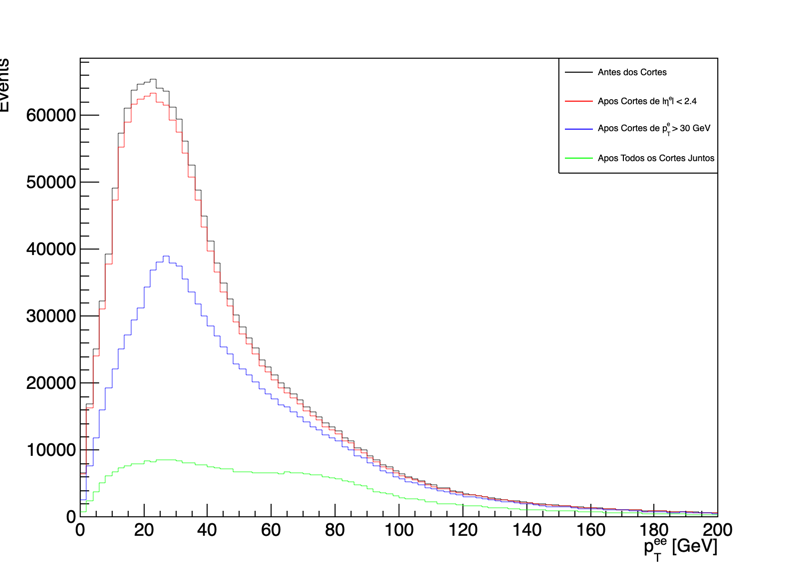 Events
Antes dos Cortes
Apos Cortes de |η^e| < 2.4
Apos Cortes de p_T^e > 30 GeV
Apos Todos os Cortes Juntos
60000
50000
40000
30000
20000
10000
0
0 20 40 60 80 100 120 140 160 180 200
p_T^ee [GeV]